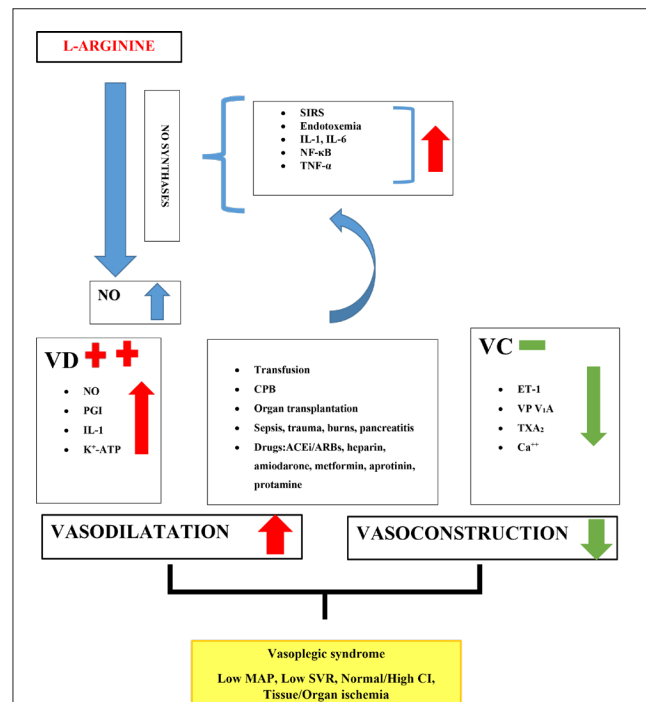 L-ARGININE
NO SYNTHASES
• SIRS
• Endotoxemia
• IL-1, IL-6
• NF-κB
• TNF-α
NO
VD
• NO
• PGI
• IL-1
• K⁺-ATP
• Transfusion
• CPB
• Organ transplantation
• Sepsis, trauma, burns, pancreatitis
• Drugs:ACEi/ARBs, heparin,
amiodarone, metformin, aprotinin,
protamine
VC
• ET-1
• VP V₁A
• TXA₂
• Ca⁺⁺
VASODILATATION
VASOCONSTRUCTION
Vasoplegic syndrome
Low MAP, Low SVR, Normal/High CI,
Tissue/Organ ischemia